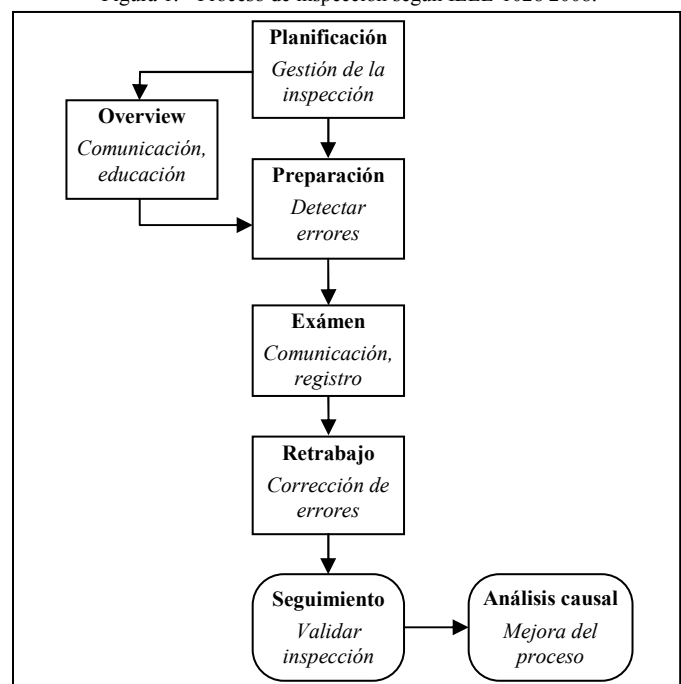 Planificación
Gestión de la
inspección
Overview
Comunicación,
educación
Preparación
Detectar
errores
Exámen
Comunicación,
registro
Retrabajo
Corrección de
errores
Seguimiento
Validar
inspección
Análisis causal
Mejora del
proceso